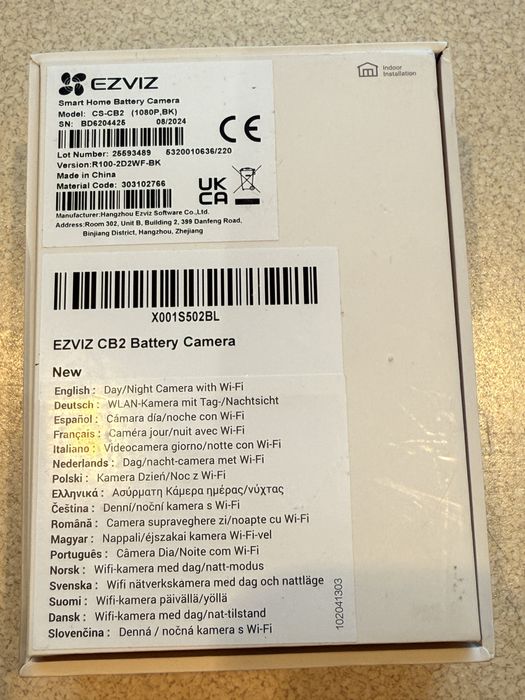 EZVIZ
Smart Home Battery Camera
Model: CS-CB2 (1080P,BK)
SN: BD6204425 08/2024
Lot Number: 25593489 5320010636/220
Version:R100-2D2WF-BK
Made in China
Material Code: 303102766
CE
UK
CA
Manufacturer:Hangzhou Ezviz Software Co.,Ltd.
Address:Room 302, Unit B, Building 2, 399 Danfeng Road,
Binjiang District, Hangzhou, Zhejiang
Indoor
Installation
X001S502BL
EZVIZ CB2 Battery Camera
New
English : Day/Night Camera with Wi-Fi
Deutsch : WLAN-Kamera mit Tag-/Nachtsicht
Español : Cámara día/noche con Wi-Fi
Français : Caméra jour/nuit avec Wi-Fi
Italiano : Videocamera giorno/notte con Wi-Fi
Nederlands : Dag/nacht-camera met Wi-Fi
Polski : Kamera Dzień/Noc z Wi-Fi
Ελληνικά : Ασύρματη Κάμερα ημέρας/νύχτας
Čeština : Denní/noční kamera s Wi-Fi
Română : Camera supraveghere zi/noapte cu Wi-Fi
Magyar : Nappali/éjszakai kamera Wi-Fi-vel
Português : Câmera Dia/Noite com Wi-Fi
Norsk : Wifi-kamera med dag/natt-modus
Svenska : Wifi nätverkskamera med dag och nattläge
Suomi : Wifi-kamera päivällä/yöllä
Dansk : Wifi-kamera med dag/nat-tilstand
Slovenčina : Denná / nočná kamera s Wi-Fi
102041303